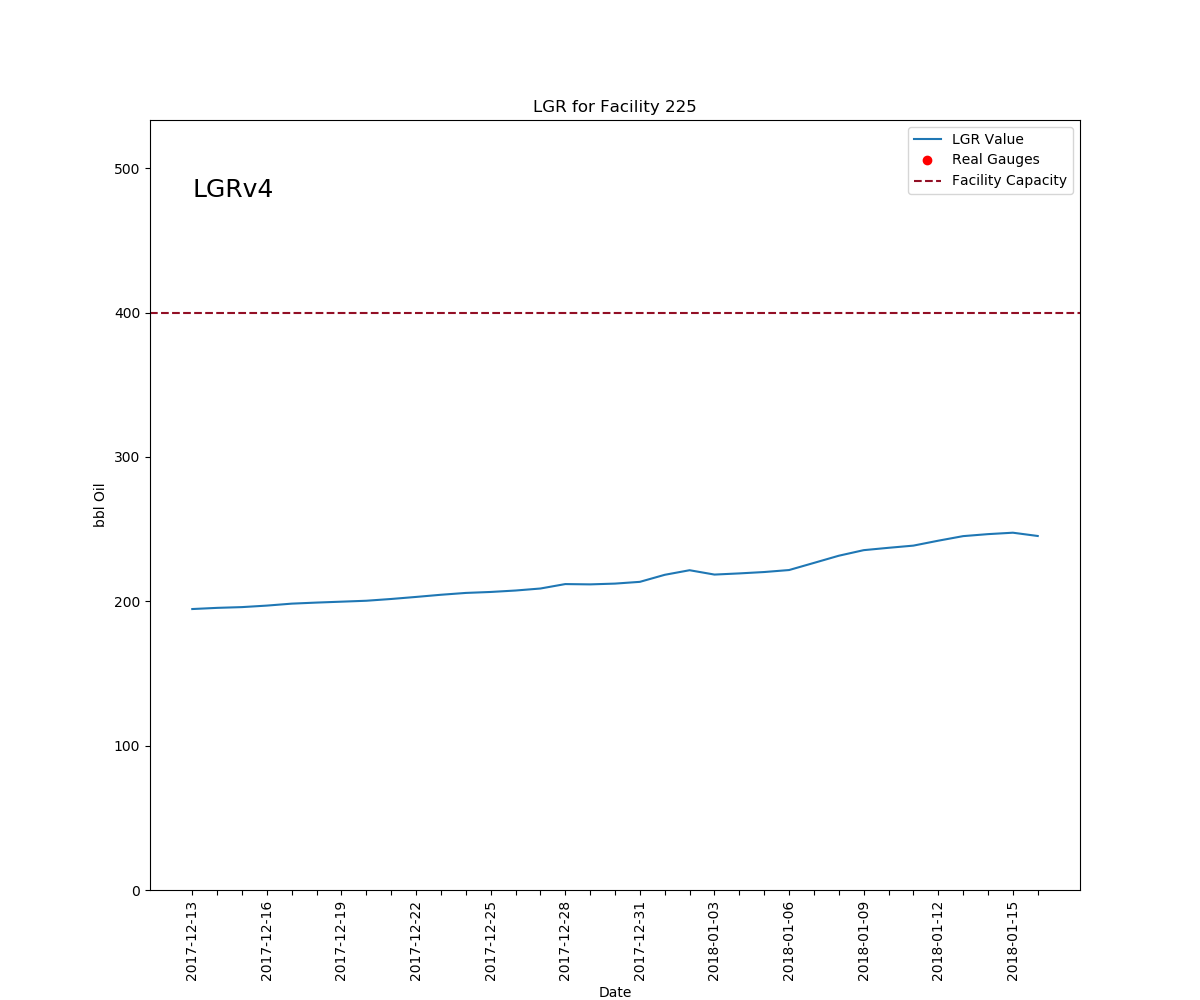 LGR for Facility 225
LGR Value
Real Gauges
Facility Capacity
LGRv4
500
400
300
200
100
0
bbl Oil
2017-12-13
2017-12-16
2017-12-19
2017-12-22
2017-12-25
2017-12-28
2017-12-31
2018-01-03
2018-01-06
2018-01-09
2018-01-12
2018-01-15
Date